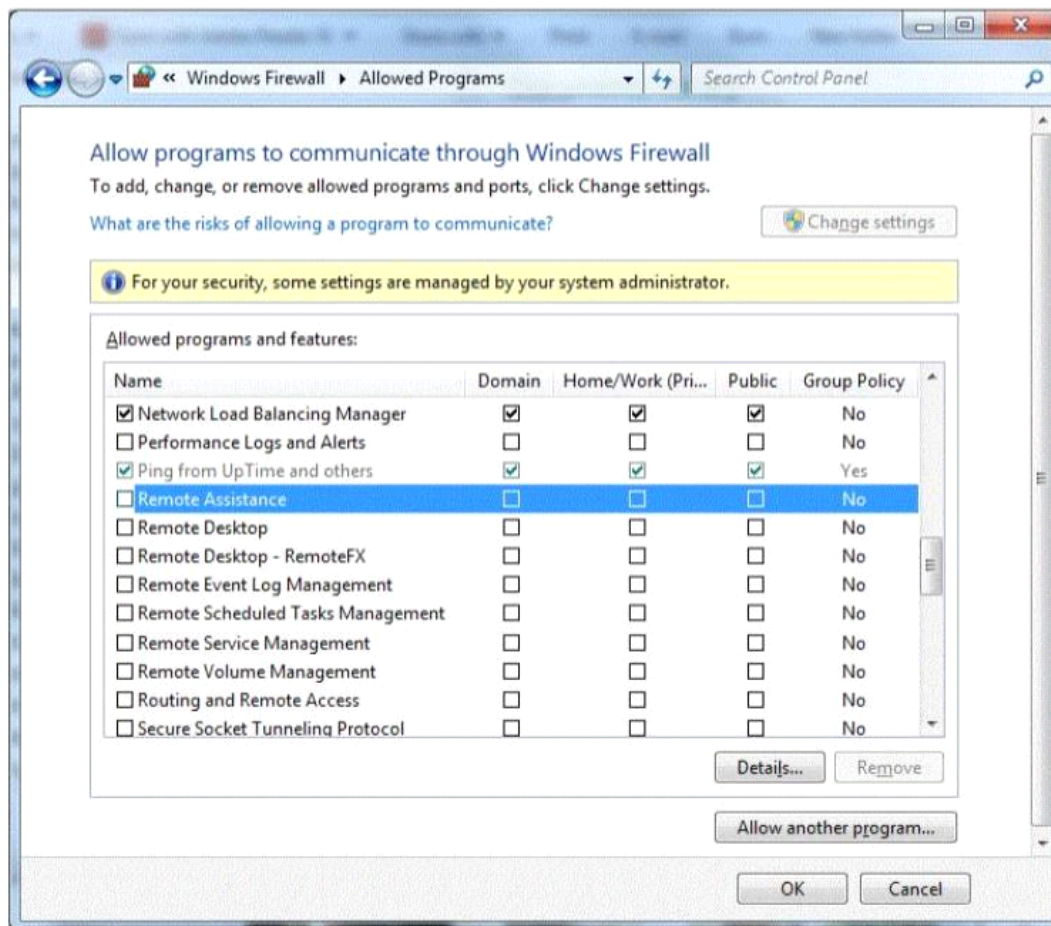 « Windows Firewall ▸ Allowed Programs
Search Control Panel
Allow programs to communicate through Windows Firewall
To add, change, or remove allowed programs and ports, click Change settings.
What are the risks of allowing a program to communicate?
Change settings
For your security, some settings are managed by your system administrator.
Allowed programs and features:
Name Domain Home/Work (Pri... Public Group Policy
Network Load Balancing Manager No
Performance Logs and Alerts No
Ping from UpTime and others Yes
Remote Assistance No
Remote Desktop No
Remote Desktop - RemoteFX No
Remote Event Log Management No
Remote Scheduled Tasks Management No
Remote Service Management No
Remote Volume Management No
Routing and Remote Access No
Secure Socket Tunneling Protocol No
Details... Remove
Allow another program...
OK Cancel